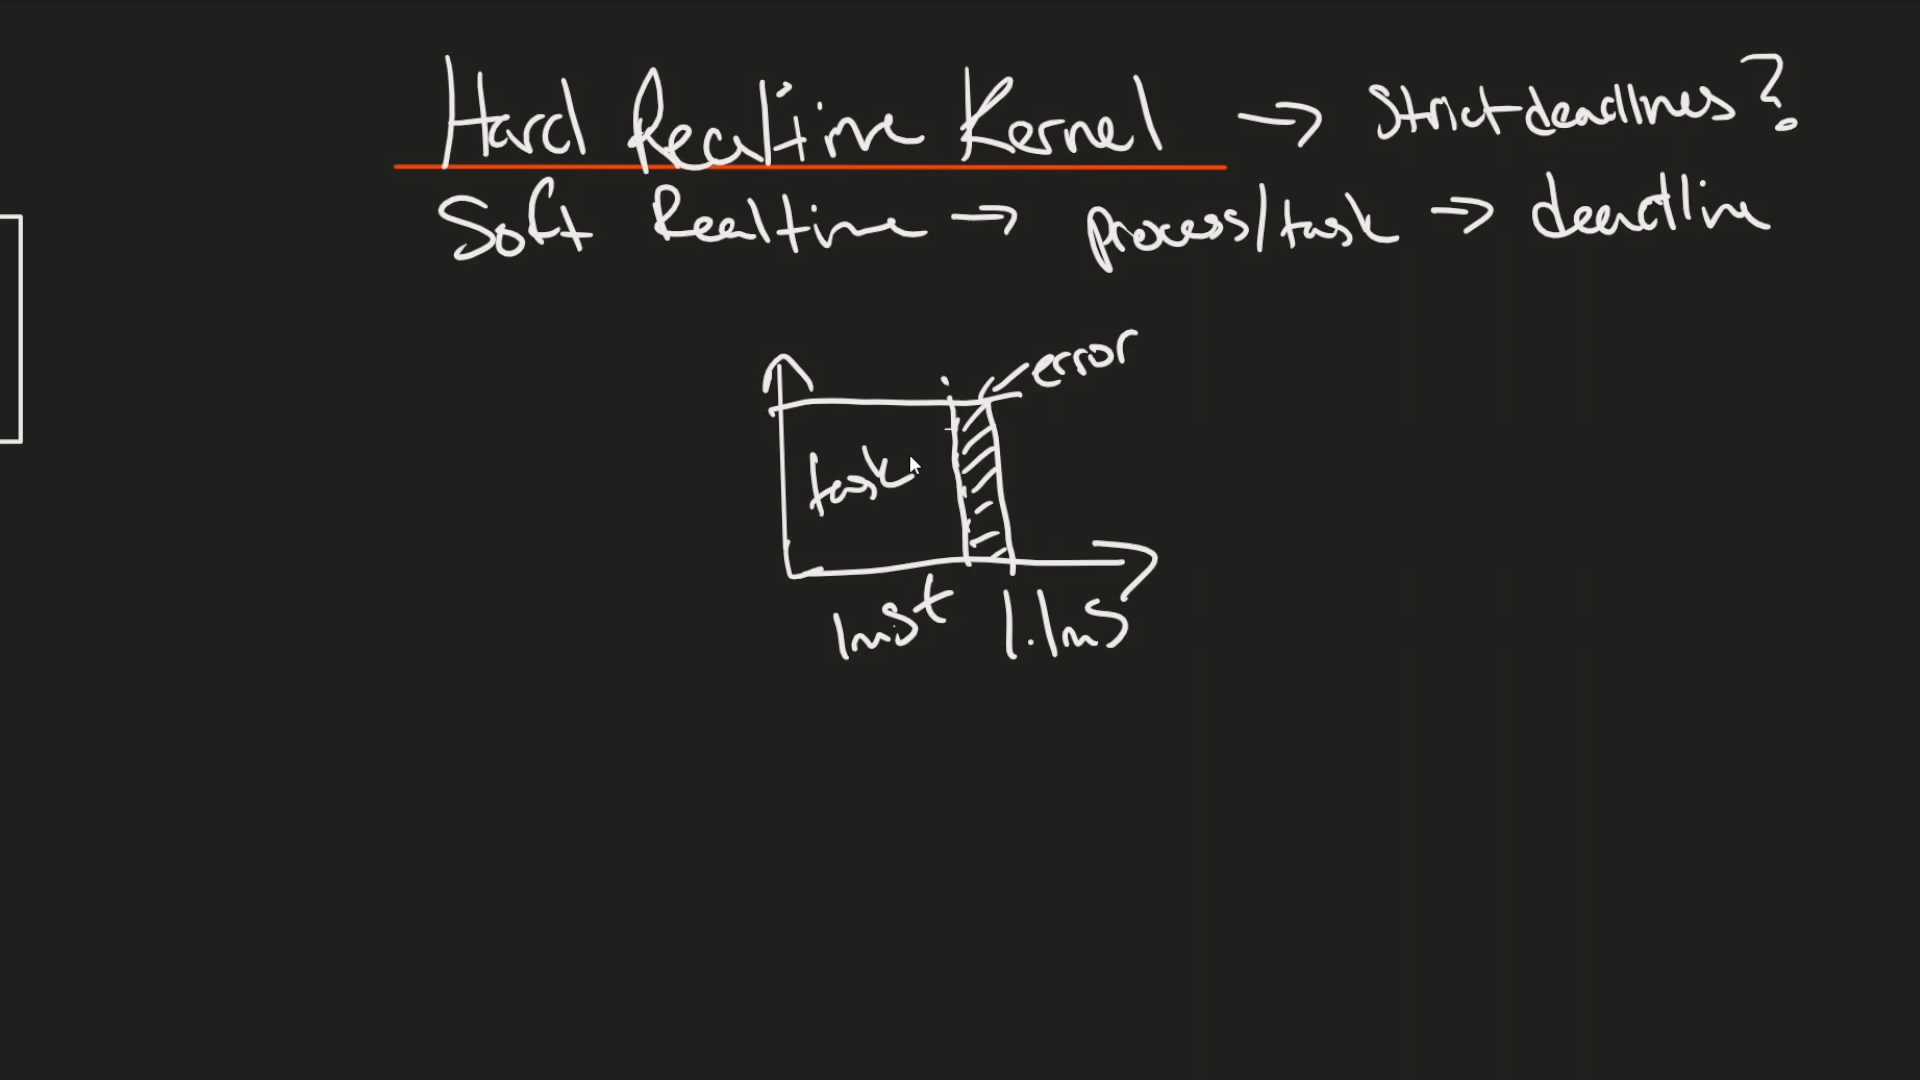 Hard Realtime Kernel → Strict deadlines?
Soft Realtime → process/task → deadline
error
task
1ms t 1.1ms